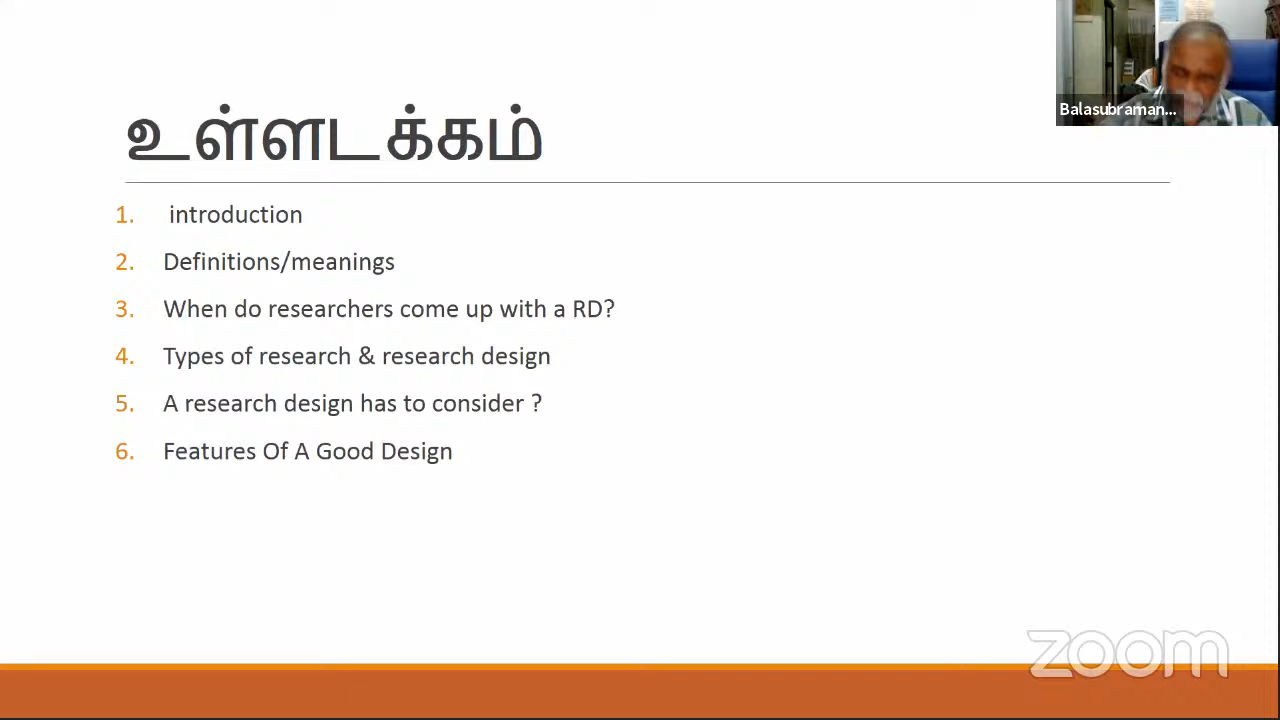 உள்ளடக்கம்
1. introduction
2. Definitions/meanings
3. When do researchers come up with a RD?
4. Types of research & research design
5. A research design has to consider ?
6. Features Of A Good Design
Balasubraman...
zoom